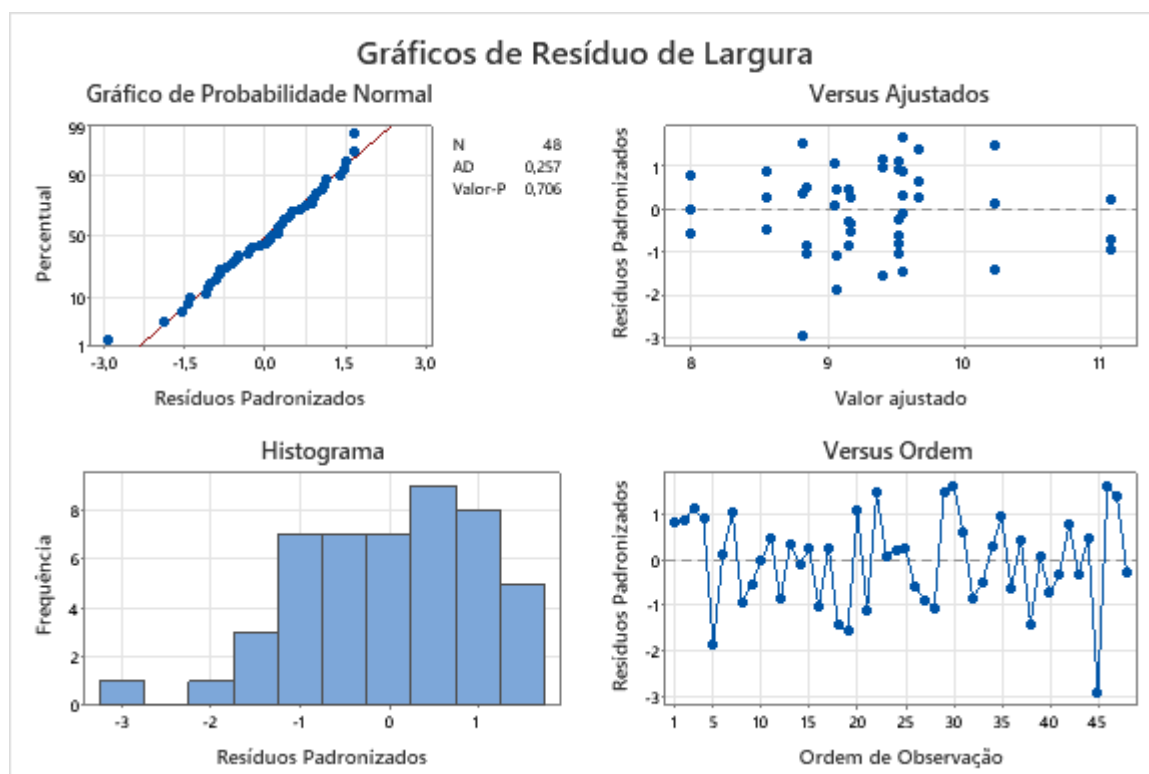 Gráficos de Resíduo de Largura
Gráfico de Probabilidade Normal
Percentual
99
90
50
10
1
-3,0 -1,5 0,0 1,5 3,0
Resíduos Padronizados
N 48
AD 0,257
Valor-P 0,706
Versus Ajustados
Resíduos Padronizados
1
0
-1
-2
-3
8 9 10 11
Valor ajustado
Histograma
Frequência
8
6
4
2
0
-3 -2 -1 0 1
Resíduos Padronizados
Versus Ordem
Resíduos Padronizados
1
0
-1
-2
-3
1 5 10 15 20 25 30 35 40 45
Ordem de Observação